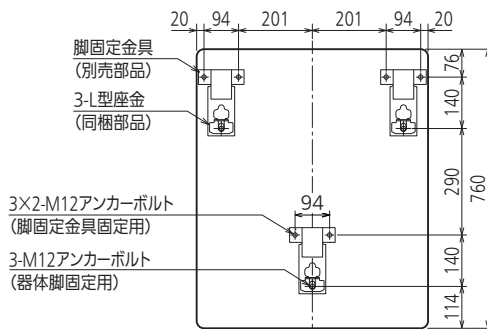 20 94 201 201 94 20
脚固定金具
(別売部品)
3-L型座金
(同梱部品)
76
140
290
760
3×2-M12アンカーボルト
(脚固定金具固定用)
94
3-M12アンカーボルト
(器体脚固定用)
140
114